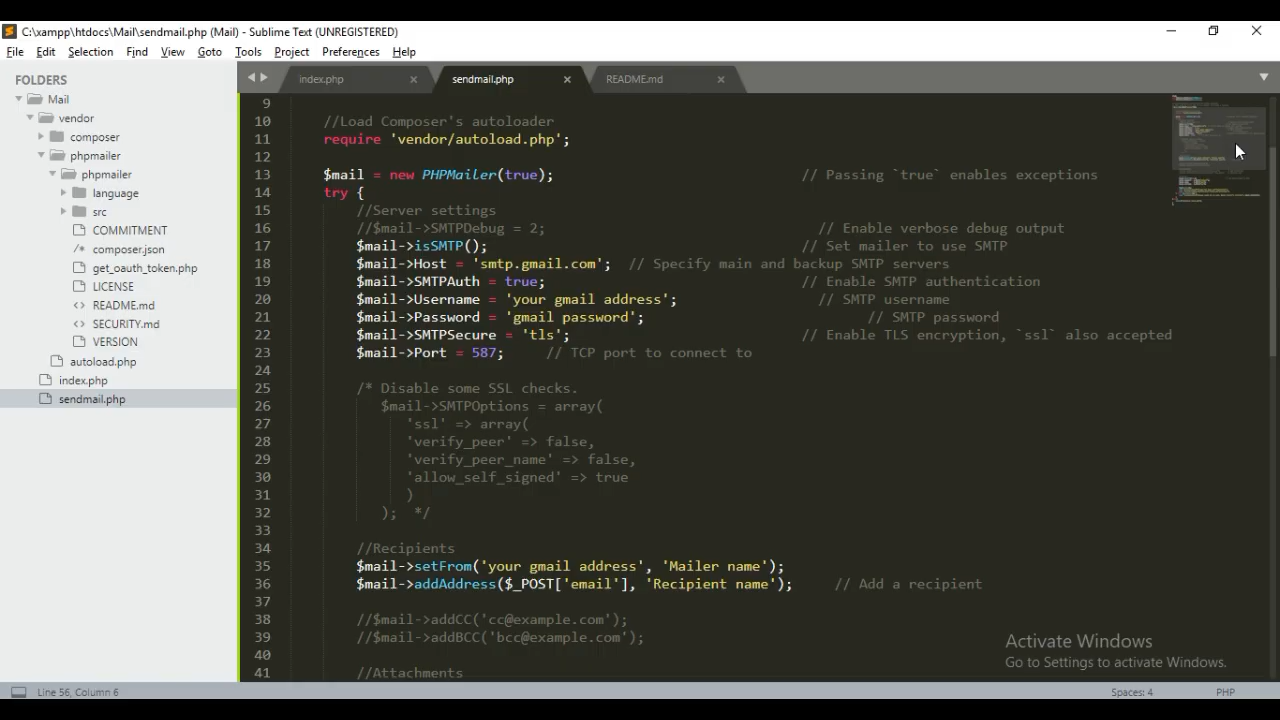 C:\xampp\htdocs\Mail\sendmail.php (Mail) - Sublime Text (UNREGISTERED)
File Edit Selection Find View Goto Tools Project Preferences Help
FOLDERS
Mail
vendor
composer
phpmailer
phpmailer
language
src
COMMITMENT
/* composer.json
get_oauth_token.php
LICENSE
<> README.md
<> SECURITY.md
VERSION
autoload.php
index.php
sendmail.php
index.php × sendmail.php × README.md ×
9
10 //Load Composer's autoloader
11 require 'vendor/autoload.php';
12
13 $mail = new PHPMailer(true); // Passing `true` enables exceptions
14 try {
15 //Server settings
16 //$mail->SMTPDebug = 2; // Enable verbose debug output
17 $mail->isSMTP(); // Set mailer to use SMTP
18 $mail->Host = 'smtp.gmail.com'; // Specify main and backup SMTP servers
19 $mail->SMTPAuth = true; // Enable SMTP authentication
20 $mail->Username = 'your gmail address'; // SMTP username
21 $mail->Password = 'gmail password'; // SMTP password
22 $mail->SMTPSecure = 'tls'; // Enable TLS encryption, `ssl` also accepted
23 $mail->Port = 587; // TCP port to connect to
24
25 /* Disable some SSL checks.
26 $mail->SMTPOptions = array(
27 'ssl' => array(
28 'verify_peer' => false,
29 'verify_peer_name' => false,
30 'allow_self_signed' => true
31 )
32 ); */
33
34 //Recipients
35 $mail->setFrom('your gmail address', 'Mailer name');
36 $mail->addAddress($_POST['email'], 'Recipient name'); // Add a recipient
37
38 //$mail->addCC('cc@example.com');
39 //$mail->addBCC('bcc@example.com');
40
41 //Attachments
Activate Windows
Go to Settings to activate Windows.
Line 56, Column 6
Spaces: 4 PHP